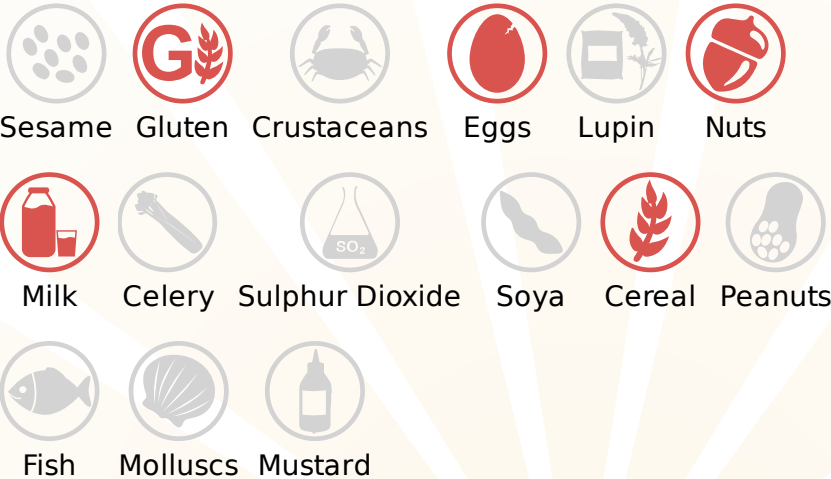 G
Sesame Gluten Crustaceans Eggs Lupin Nuts
SO₂
Milk Celery Sulphur Dioxide Soya Cereal Peanuts
Fish Molluscs Mustard